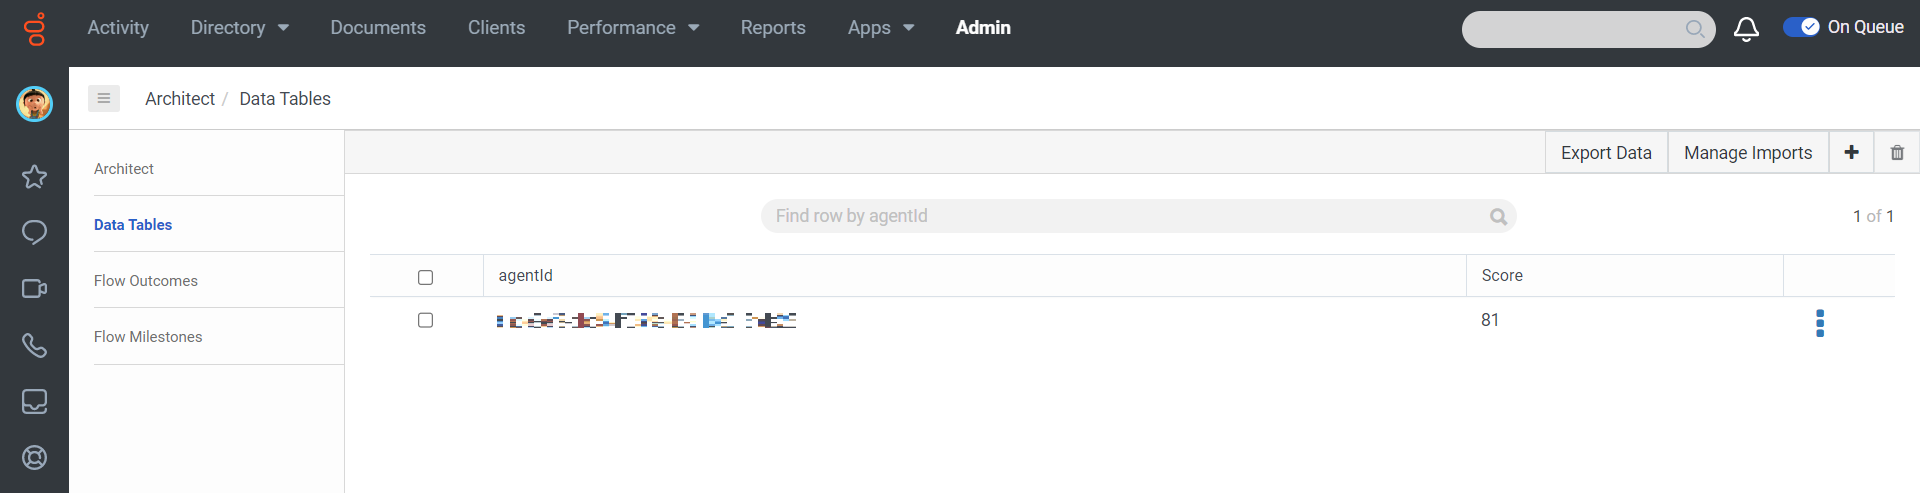 Activity Directory Documents Clients Performance Reports Apps Admin On Queue
Architect / Data Tables
Export Data Manage Imports
Architect
Data Tables
Flow Outcomes
Flow Milestones
Find row by agentId
1 of 1
agentId Score
81